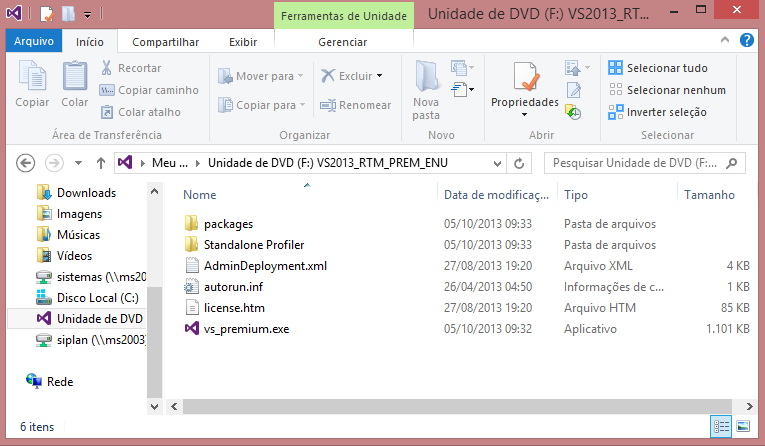 Ferramentas de Unidade
Unidade de DVD (F:) VS2013_RTM_PRE...
Arquivo
Início
Compartilhar
Exibir
Gerenciar
Copiar
Colar
Recortar
Copiar caminho
Colar atalho
Área de Transferência
Mover para
Copiar para
Excluir
Renomear
Organizar
Nova
pasta
Novo
Propriedades
Abrir
Selecionar tudo
Selecionar nenhum
Inverter seleção
Selecionar
Meu ...
Unidade de DVD (F:) VS2013_RTM_PREM_ENU
Pesquisar Unidade de DVD (F:...
Downloads
Imagens
Músicas
Vídeos
sistemas (\\ms20
Disco Local (C:)
Unidade de DVD
siplan (\\ms2003)
Rede
Nome Data de modificaç... Tipo Tamanho
packages 05/10/2013 09:33 Pasta de arquivos
Standalone Profiler 05/10/2013 09:33 Pasta de arquivos
AdminDeployment.xml 27/08/2013 19:20 Arquivo XML 4 KB
autorun.inf 26/04/2013 04:50 Informações de c... 1 KB
license.htm 27/08/2013 19:20 Arquivo HTM 85 KB
vs_premium.exe 05/10/2013 09:32 Aplicativo 1.101 KB
6 itens